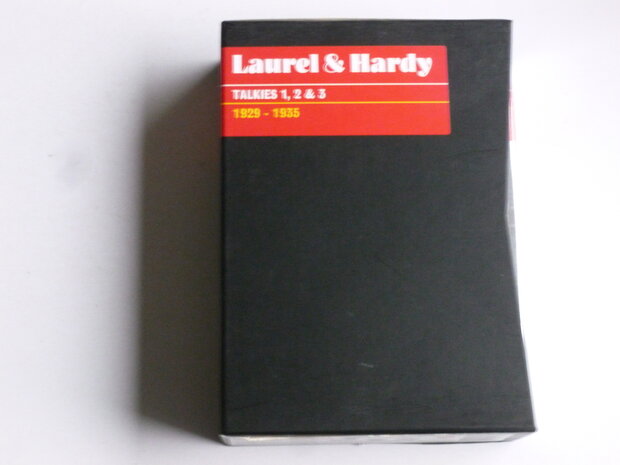 Laurel & Hardy
TALKIES 1, 2 & 3
1929 - 1935